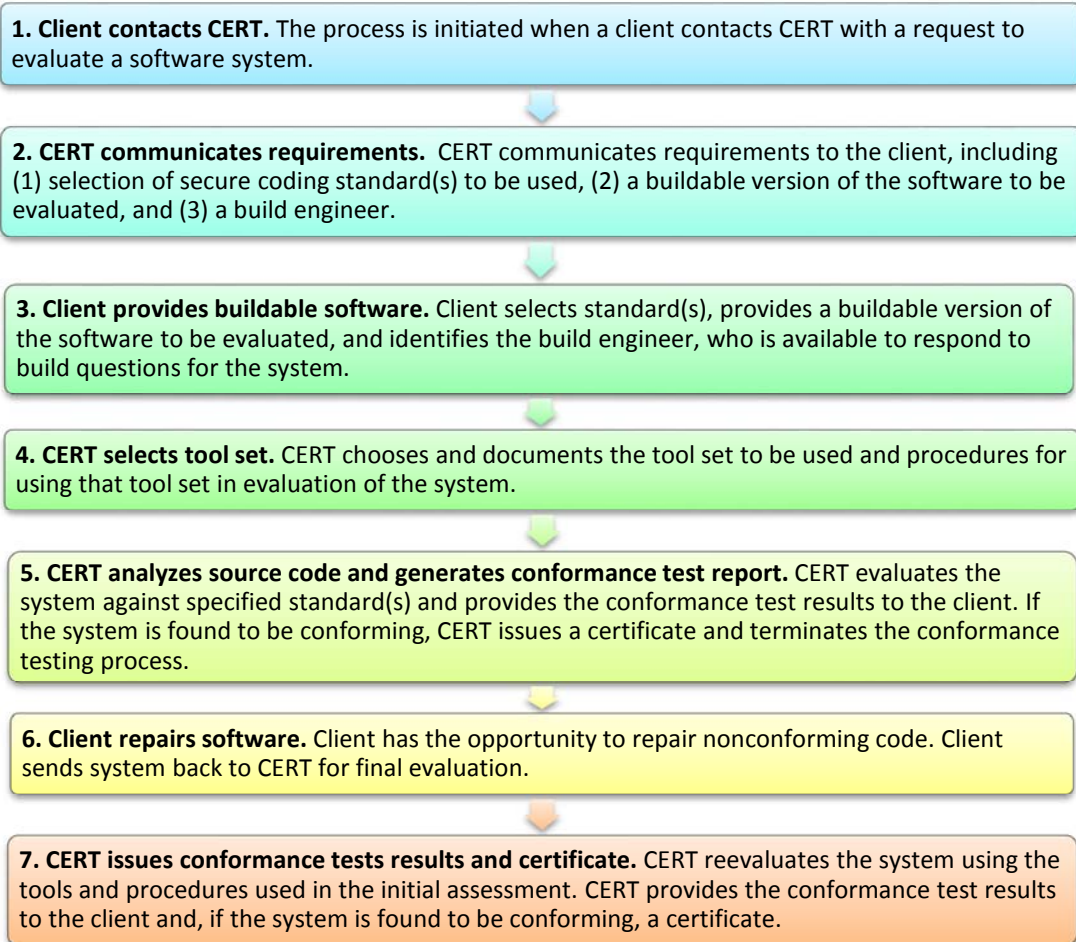 1. Client contacts CERT. The process is initiated when a client contacts CERT with a request to
evaluate a software system.
2. CERT communicates requirements.  CERT communicates requirements to the client, including
(1) selection of secure coding standard(s) to be used, (2) a buildable version of the software to be
evaluated, and (3) a build engineer.
3. Client provides buildable software. Client selects standard(s), provides a buildable version of
the software to be evaluated, and identifies the build engineer, who is available to respond to
build questions for the system.
4. CERT selects tool set. CERT chooses and documents the tool set to be used and procedures for
using that tool set in evaluation of the system.
5. CERT analyzes source code and generates conformance test report. CERT evaluates the
system against specified standard(s) and provides the conformance test results to the client. If
the system is found to be conforming, CERT issues a certificate and terminates the conformance
testing process.
6. Client repairs software. Client has the opportunity to repair nonconforming code. Client
sends system back to CERT for final evaluation.
7. CERT issues conformance tests results and certificate. CERT reevaluates the system using the
tools and procedures used in the initial assessment. CERT provides the conformance test results
to the client and, if the system is found to be conforming, a certificate.